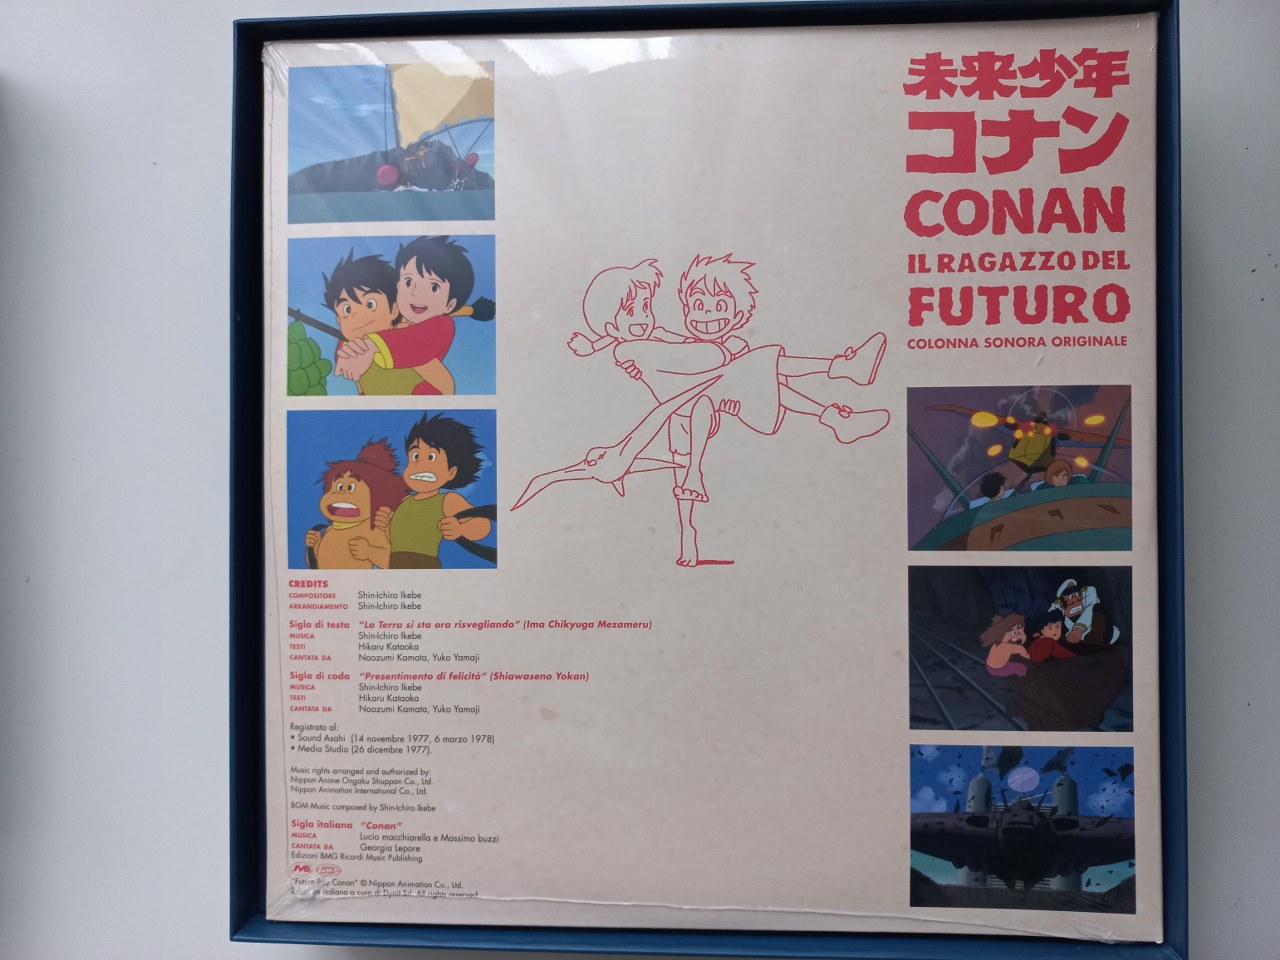 未来少年
コナン
CONAN
IL RAGAZZO DEL
FUTURO
COLONNA SONORA ORIGINALE
CREDITS
COMPOSITORE Shin-Ichiro Ikebe
ARRANGIAMENTO Shin-Ichiro Ikebe
Sigla di testa "La Terra si sta ora risvegliando" (Ima Chikyuga Mezameru)
MUSICA Shin-Ichiro Ikebe
TESTI Hikaru Kataoka
CANTATA DA Naozumi Kamata, Yuko Yamaji
Sigla di coda "Presentimento di felicità" (Shiawaseno Yokan)
MUSICA Shin-Ichiro Ikebe
TESTI Hikaru Kataoka
CANTATA DA Naozumi Kamata, Yuko Yamaji
Registrato al:
• Sound Asahi (14 novembre 1977, 6 marzo 1978)
• Media Studio (26 dicembre 1977).
Music rights arranged and authorized by:
Nippon Anime Ongaku Shuppan Co., Ltd.
Nippon Animation International Co., Ltd.
BGM Music composed by Shin-Ichiro Ikebe
Sigla italiana "Conan"
MUSICA Lucio macchiarella e Massimo buzzi
CANTATA DA Georgia Lepore
Edizioni BMG Ricordi Music Publishing
"Future Boy Conan" © Nippon Animation Co., Ltd.
Edizione italiana a cura di Dynit Srl. All rights reserved